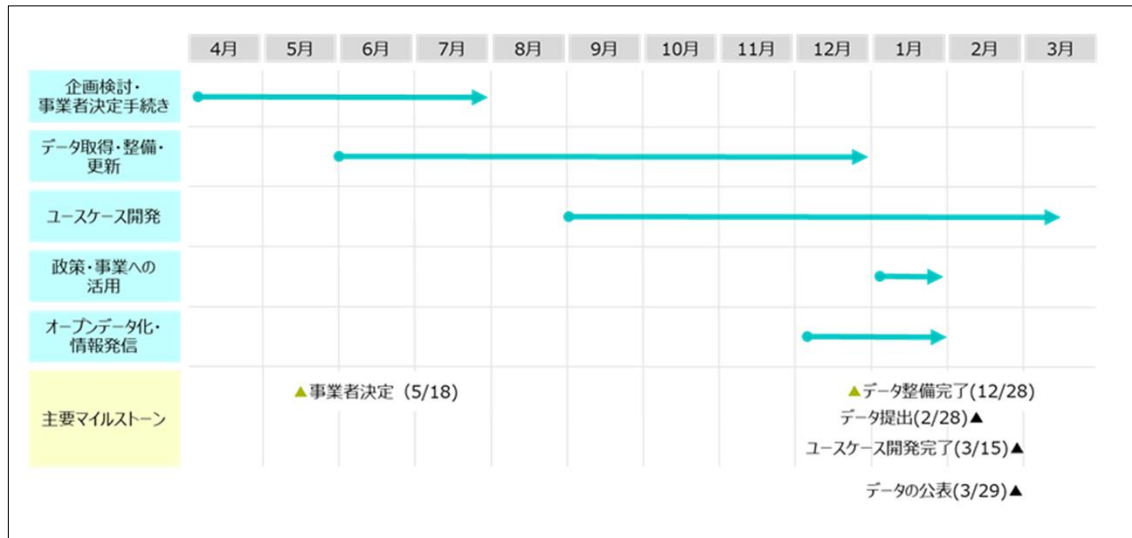 4月 5月 6月 7月 8月 9月 10月 11月 12月 1月 2月 3月
企画検討・
事業者決定手続き
データ取得・整備・
更新
ユースケース開発
政策・事業への
活用
オープンデータ化・
情報発信
主要マイルストーン
▲事業者決定（5/18)
▲データ整備完了(12/28)
データ提出(2/28)▲
ユースケース開発完了(3/15)▲
データの公表(3/29)▲